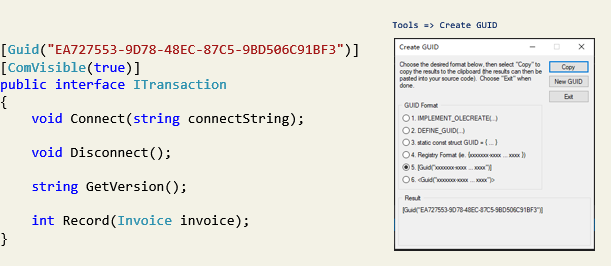 [Guid("EA727553-9D78-48EC-87C5-9BD506C91BF3")]
[ComVisible(true)]
public interface ITransaction
{
void Connect(string connectString);
void Disconnect();
string GetVersion();
int Record(Invoice invoice);
}
Tools => Create GUID
Create GUID
Choose the desired format below, then select "Copy" to
copy the results to the clipboard (the results can then be
pasted into your source code). Choose "Exit" when
done.
Copy
New GUID
Exit
GUID Format
1. IMPLEMENT_OLECREATE(...)
2. DEFINE_GUID(...)
3. static const struct GUID = { ... }
4. Registry Format (ie. {xxxxxxx-xxxx ... xxxx })
5. [Guid("xxxxxxx-xxxx ... xxxx")]
6. <Guid("xxxxxxx-xxxx ... xxxx")>
Result
[Guid("EA727553-9D78-48EC-87C5-9BD506C91BF3")]